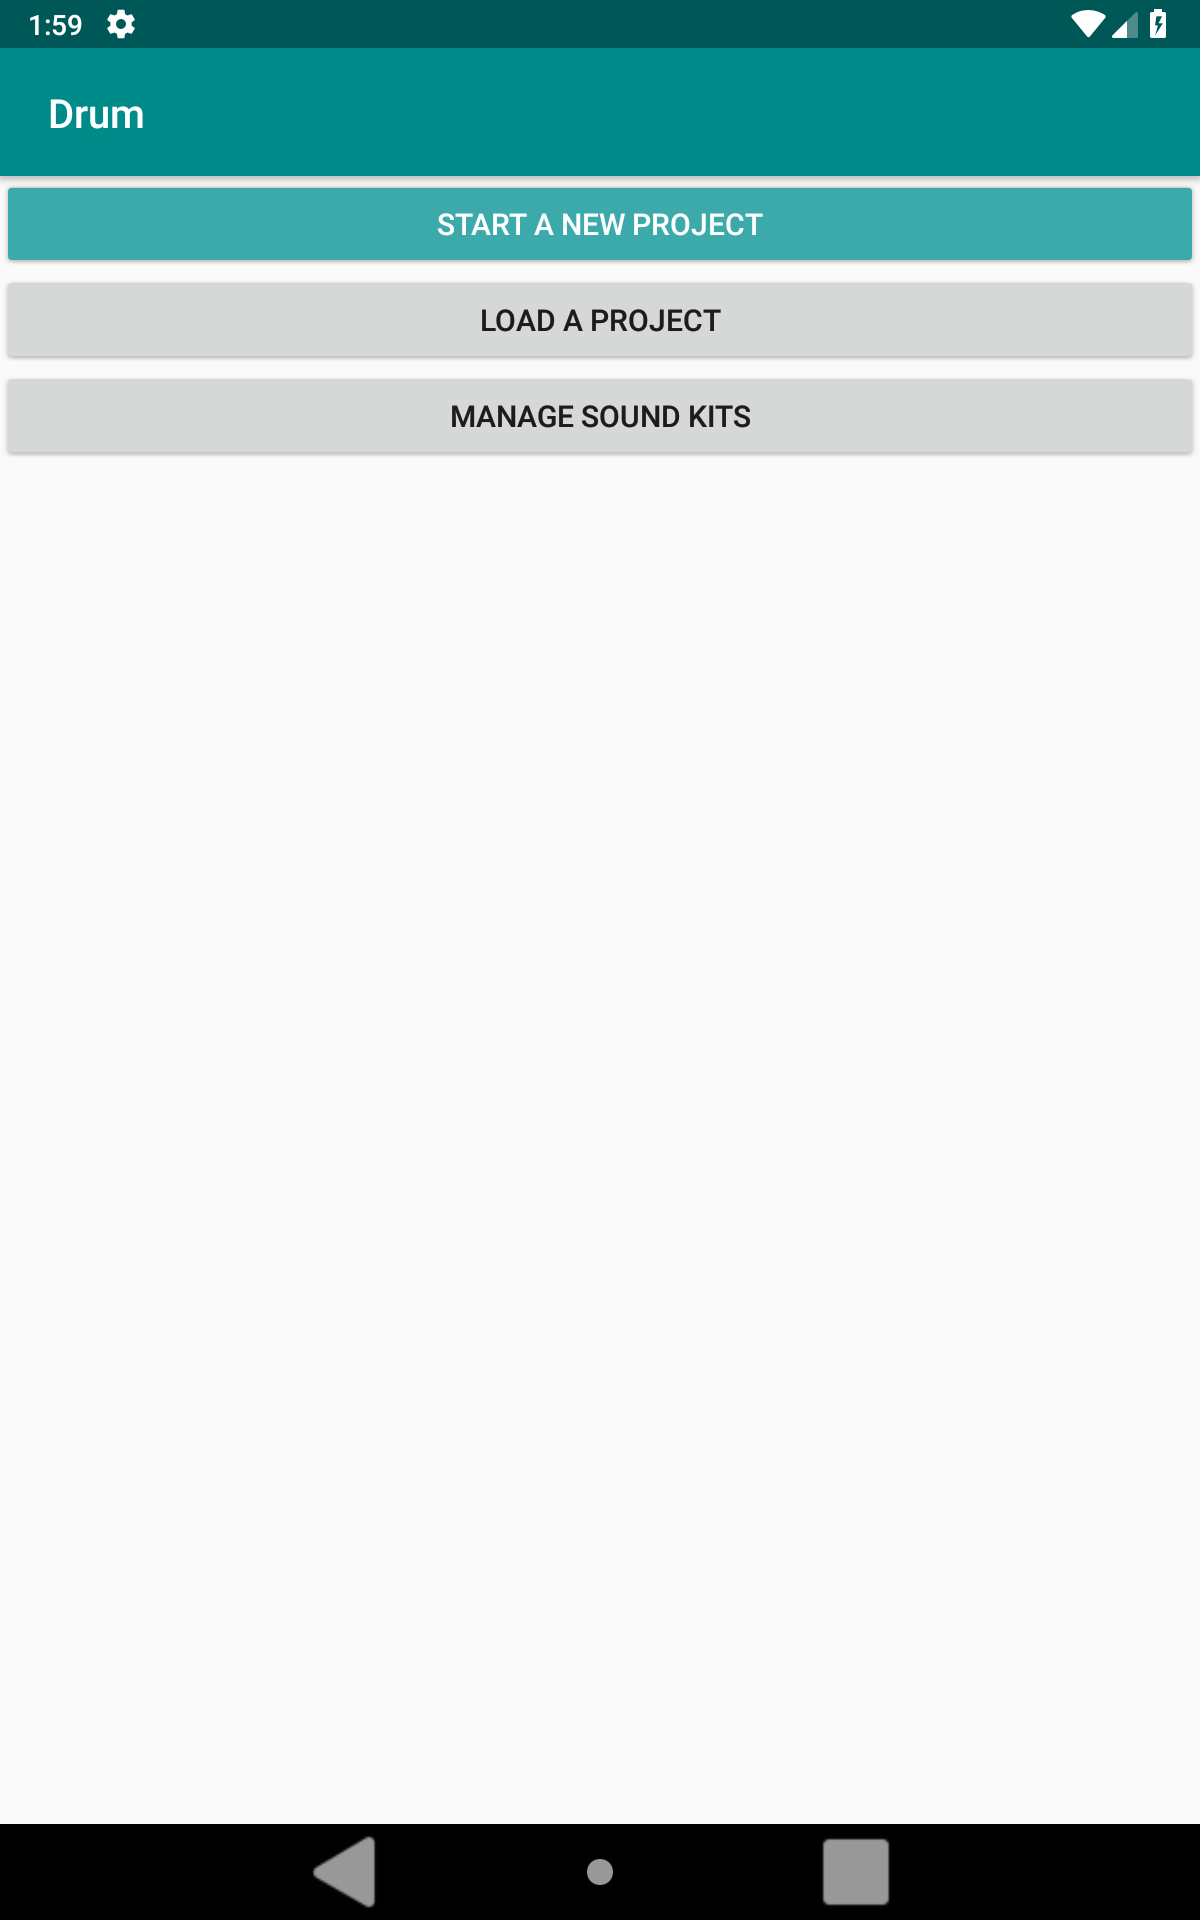 1:59
Drum
START A NEW PROJECT
LOAD A PROJECT
MANAGE SOUND KITS